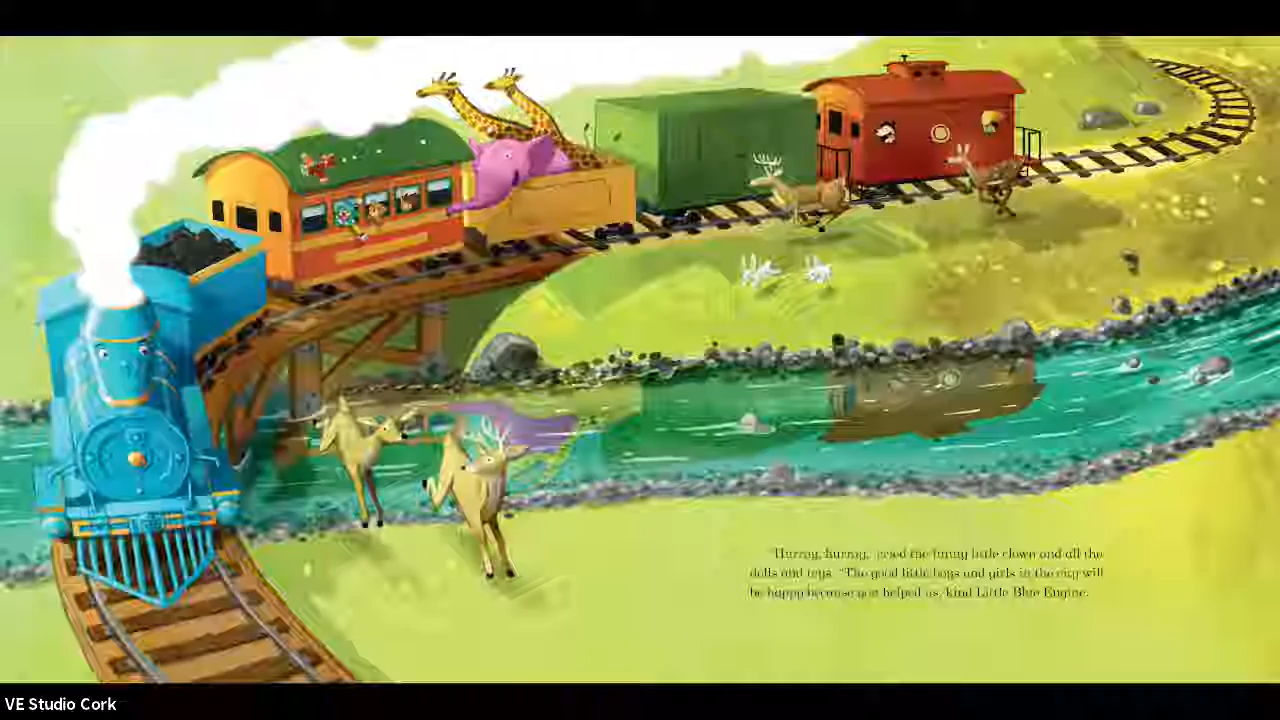 "Hurray, hurray," cried the funny little clown and all the
dolls and toys. "The good little boys and girls in the city will
be happy because you helped us, kind Little Blue Engine.
VE Studio Cork